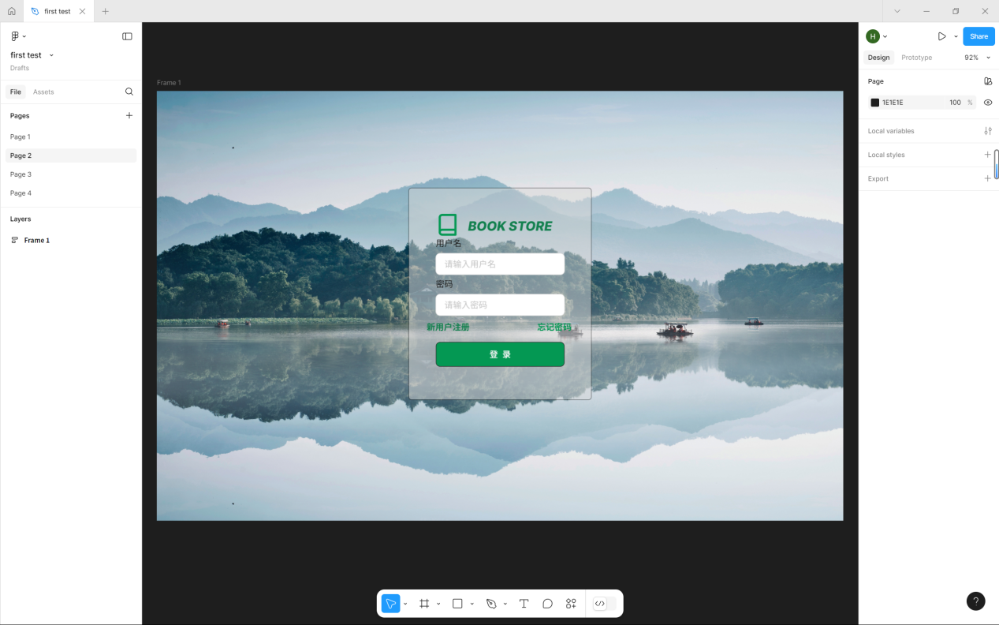 first test
first test
Drafts
File Assets
Pages
Page 1
Page 2
Page 3
Page 4
Layers
Frame 1
Frame 1
BOOK STORE
用户名
请输入用户名
密码
请输入密码
新用户注册 忘记密码
登 录
H
Share
Design Prototype 92%
Page
1E1E1E 100 %
Local variables
Local styles
Export
?